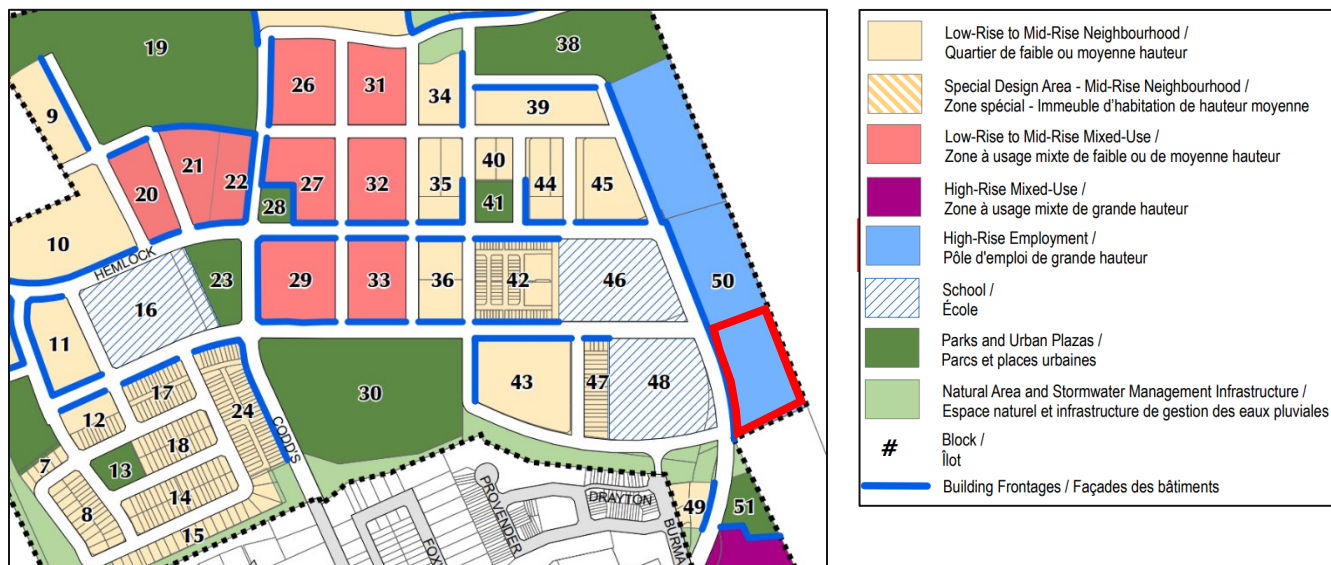 19
38
26
31
34
39
9
21
22
20
27
32
35
40
44
45
28
41
10
HEMLOCK
23
29
33
36
42
46
50
16
11
30
43
47
48
17
12
24
18
CODD'S
7
13
14
8
15
PROVENDER
DRAYTON
49
51
FOX
BURMA
Low-Rise to Mid-Rise Neighbourhood /
Quartier de faible ou moyenne hauteur
Special Design Area - Mid-Rise Neighbourhood /
Zone spécial - Immeuble d'habitation de hauteur moyenne
Low-Rise to Mid-Rise Mixed-Use /
Zone à usage mixte de faible ou de moyenne hauteur
High-Rise Mixed-Use /
Zone à usage mixte de grande hauteur
High-Rise Employment /
Pôle d'emploi de grande hauteur
School /
École
Parks and Urban Plazas /
Parcs et places urbaines
Natural Area and Stormwater Management Infrastructure /
Espace naturel et infrastructure de gestion des eaux pluviales
# Block /
Îlot
Building Frontages / Façades des bâtiments